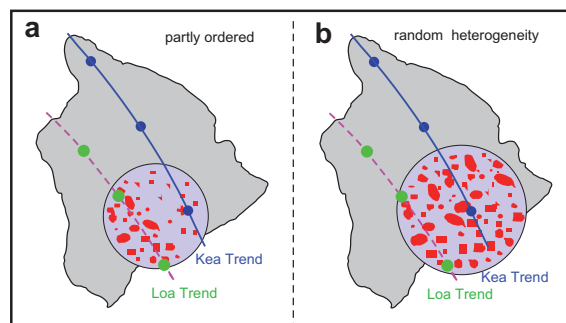 a
partly ordered
Kea Trend
Loa Trend
b
random heterogeneity
Kea Trend
Loa Trend